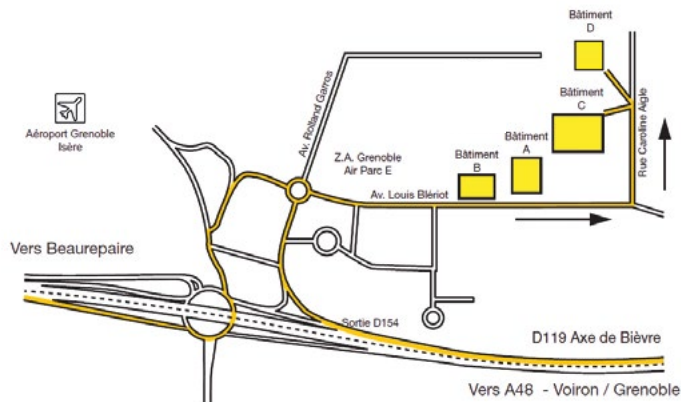 Bâtiment
D
Bâtiment
C
Bâtiment
A
Bâtiment
B
Rue Caroline Aigle
Av. Rolland Garros
Aéroport Grenoble
Isère
Z.A. Grenoble
Air Parc E
Av. Louis Blériot
Vers Beaurepaire
Sortie D154
D119 Axe de Bièvre
Vers A48 - Voiron / Grenoble